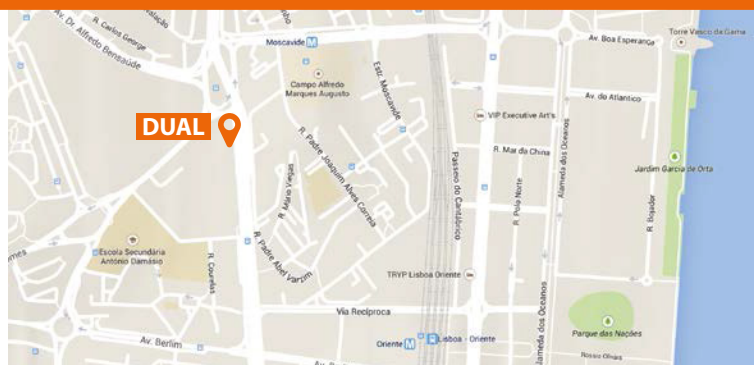 R. Carlos George
Av. Dr. Alfredo Bensaúde
Moscavide M
Campo Alfredo
Marques Augusto
Estr. Moscavide
Av. Boa Esperança
Torre Vasco da Gama
Av. do Atlantico
DUAL
VIP Executive Art's
R. Padre Joaquim Alves Correia
R. Mar da China
Passeio do Cantábrico
Alameda dos Oceanos
Jardim Garcia de Orta
R. Mário Viegas
R. Pola Norte
R. Bojador
Escola Secundária
António Damásio
R. Courelas
R. Padre Abel Varzim
TRYP Lisboa Oriente
Via Recíproca
Av. Berlim
Oriente M
Lisboa - Oriente
Alameda dos Oceanos
Parque das Nações
Rossio Olivais